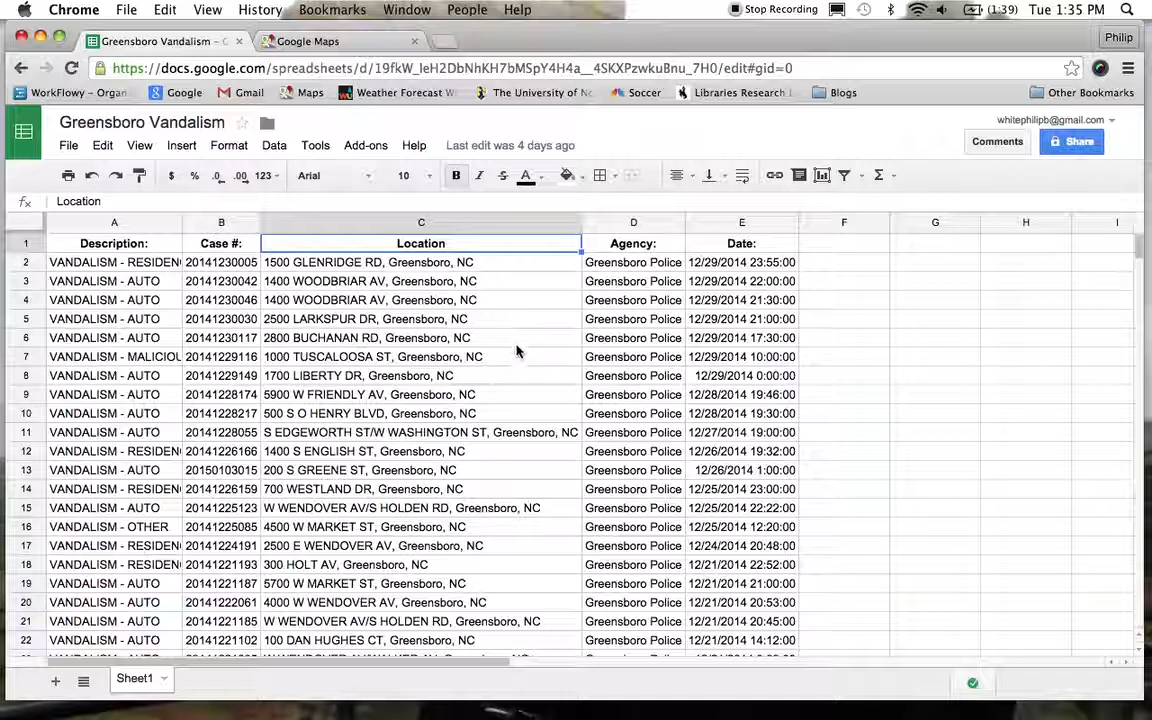 Chrome File Edit View History Bookmarks Window People Help Stop Recording (1:39) Tue 1:35 PM
Greensboro Vandalism - G Google Maps Philip
https://docs.google.com/spreadsheets/d/19fkW_IeH2DbNhKH7bMSpY4H4a__4SKXPzwkuBnu_7H0/edit#gid=0
WorkFlowy - Organ Google Gmail Maps Weather Forecast W The University of No Soccer Libraries Research L Blogs Other Bookmarks
Greensboro Vandalism whitephilipb@gmail.com
File Edit View Insert Format Data Tools Add-ons Help Last edit was 4 days ago Comments Share
$ % .0 .00 123 Arial 10 B I S A Σ
fx Location
A B C D E F G H I
1 Description: Case #: Location Agency: Date:
2 VANDALISM - RESIDEN 20141230005 1500 GLENRIDGE RD, Greensboro, NC Greensboro Police 12/29/2014 23:55:00
3 VANDALISM - AUTO 20141230042 1400 WOODBRIAR AV, Greensboro, NC Greensboro Police 12/29/2014 22:00:00
4 VANDALISM - AUTO 20141230046 1400 WOODBRIAR AV, Greensboro, NC Greensboro Police 12/29/2014 21:30:00
5 VANDALISM - AUTO 20141230030 2500 LARKSPUR DR, Greensboro, NC Greensboro Police 12/29/2014 21:00:00
6 VANDALISM - AUTO 20141230117 2800 BUCHANAN RD, Greensboro, NC Greensboro Police 12/29/2014 17:30:00
7 VANDALISM - MALICIOU 20141229116 1000 TUSCALOOSA ST, Greensboro, NC Greensboro Police 12/29/2014 10:00:00
8 VANDALISM - AUTO 20141229149 1700 LIBERTY DR, Greensboro, NC Greensboro Police 12/29/2014 0:00:00
9 VANDALISM - AUTO 20141228174 5900 W FRIENDLY AV, Greensboro, NC Greensboro Police 12/28/2014 19:46:00
10 VANDALISM - AUTO 20141228217 500 S O HENRY BLVD, Greensboro, NC Greensboro Police 12/28/2014 19:30:00
11 VANDALISM - AUTO 20141228055 S EDGEWORTH ST/W WASHINGTON ST, Greensboro, NC Greensboro Police 12/27/2014 19:00:00
12 VANDALISM - RESIDEN 20141226166 1400 S ENGLISH ST, Greensboro, NC Greensboro Police 12/26/2014 19:32:00
13 VANDALISM - AUTO 20150103015 200 S GREENE ST, Greensboro, NC Greensboro Police 12/26/2014 1:00:00
14 VANDALISM - RESIDEN 20141226159 700 WESTLAND DR, Greensboro, NC Greensboro Police 12/25/2014 23:00:00
15 VANDALISM - AUTO 20141225123 W WENDOVER AV/S HOLDEN RD, Greensboro, NC Greensboro Police 12/25/2014 22:22:00
16 VANDALISM - OTHER 20141225085 4500 W MARKET ST, Greensboro, NC Greensboro Police 12/25/2014 12:20:00
17 VANDALISM - RESIDEN 20141224191 2500 E WENDOVER AV, Greensboro, NC Greensboro Police 12/24/2014 20:48:00
18 VANDALISM - RESIDEN 20141221193 300 HOLT AV, Greensboro, NC Greensboro Police 12/21/2014 22:52:00
19 VANDALISM - AUTO 20141221187 5700 W MARKET ST, Greensboro, NC Greensboro Police 12/21/2014 21:00:00
20 VANDALISM - AUTO 20141222061 4000 W WENDOVER AV, Greensboro, NC Greensboro Police 12/21/2014 20:53:00
21 VANDALISM - AUTO 20141221185 W WENDOVER AV/S HOLDEN RD, Greensboro, NC Greensboro Police 12/21/2014 20:45:00
22 VANDALISM - AUTO 20141221102 100 DAN HUGHES CT, Greensboro, NC Greensboro Police 12/21/2014 14:12:00
Sheet1